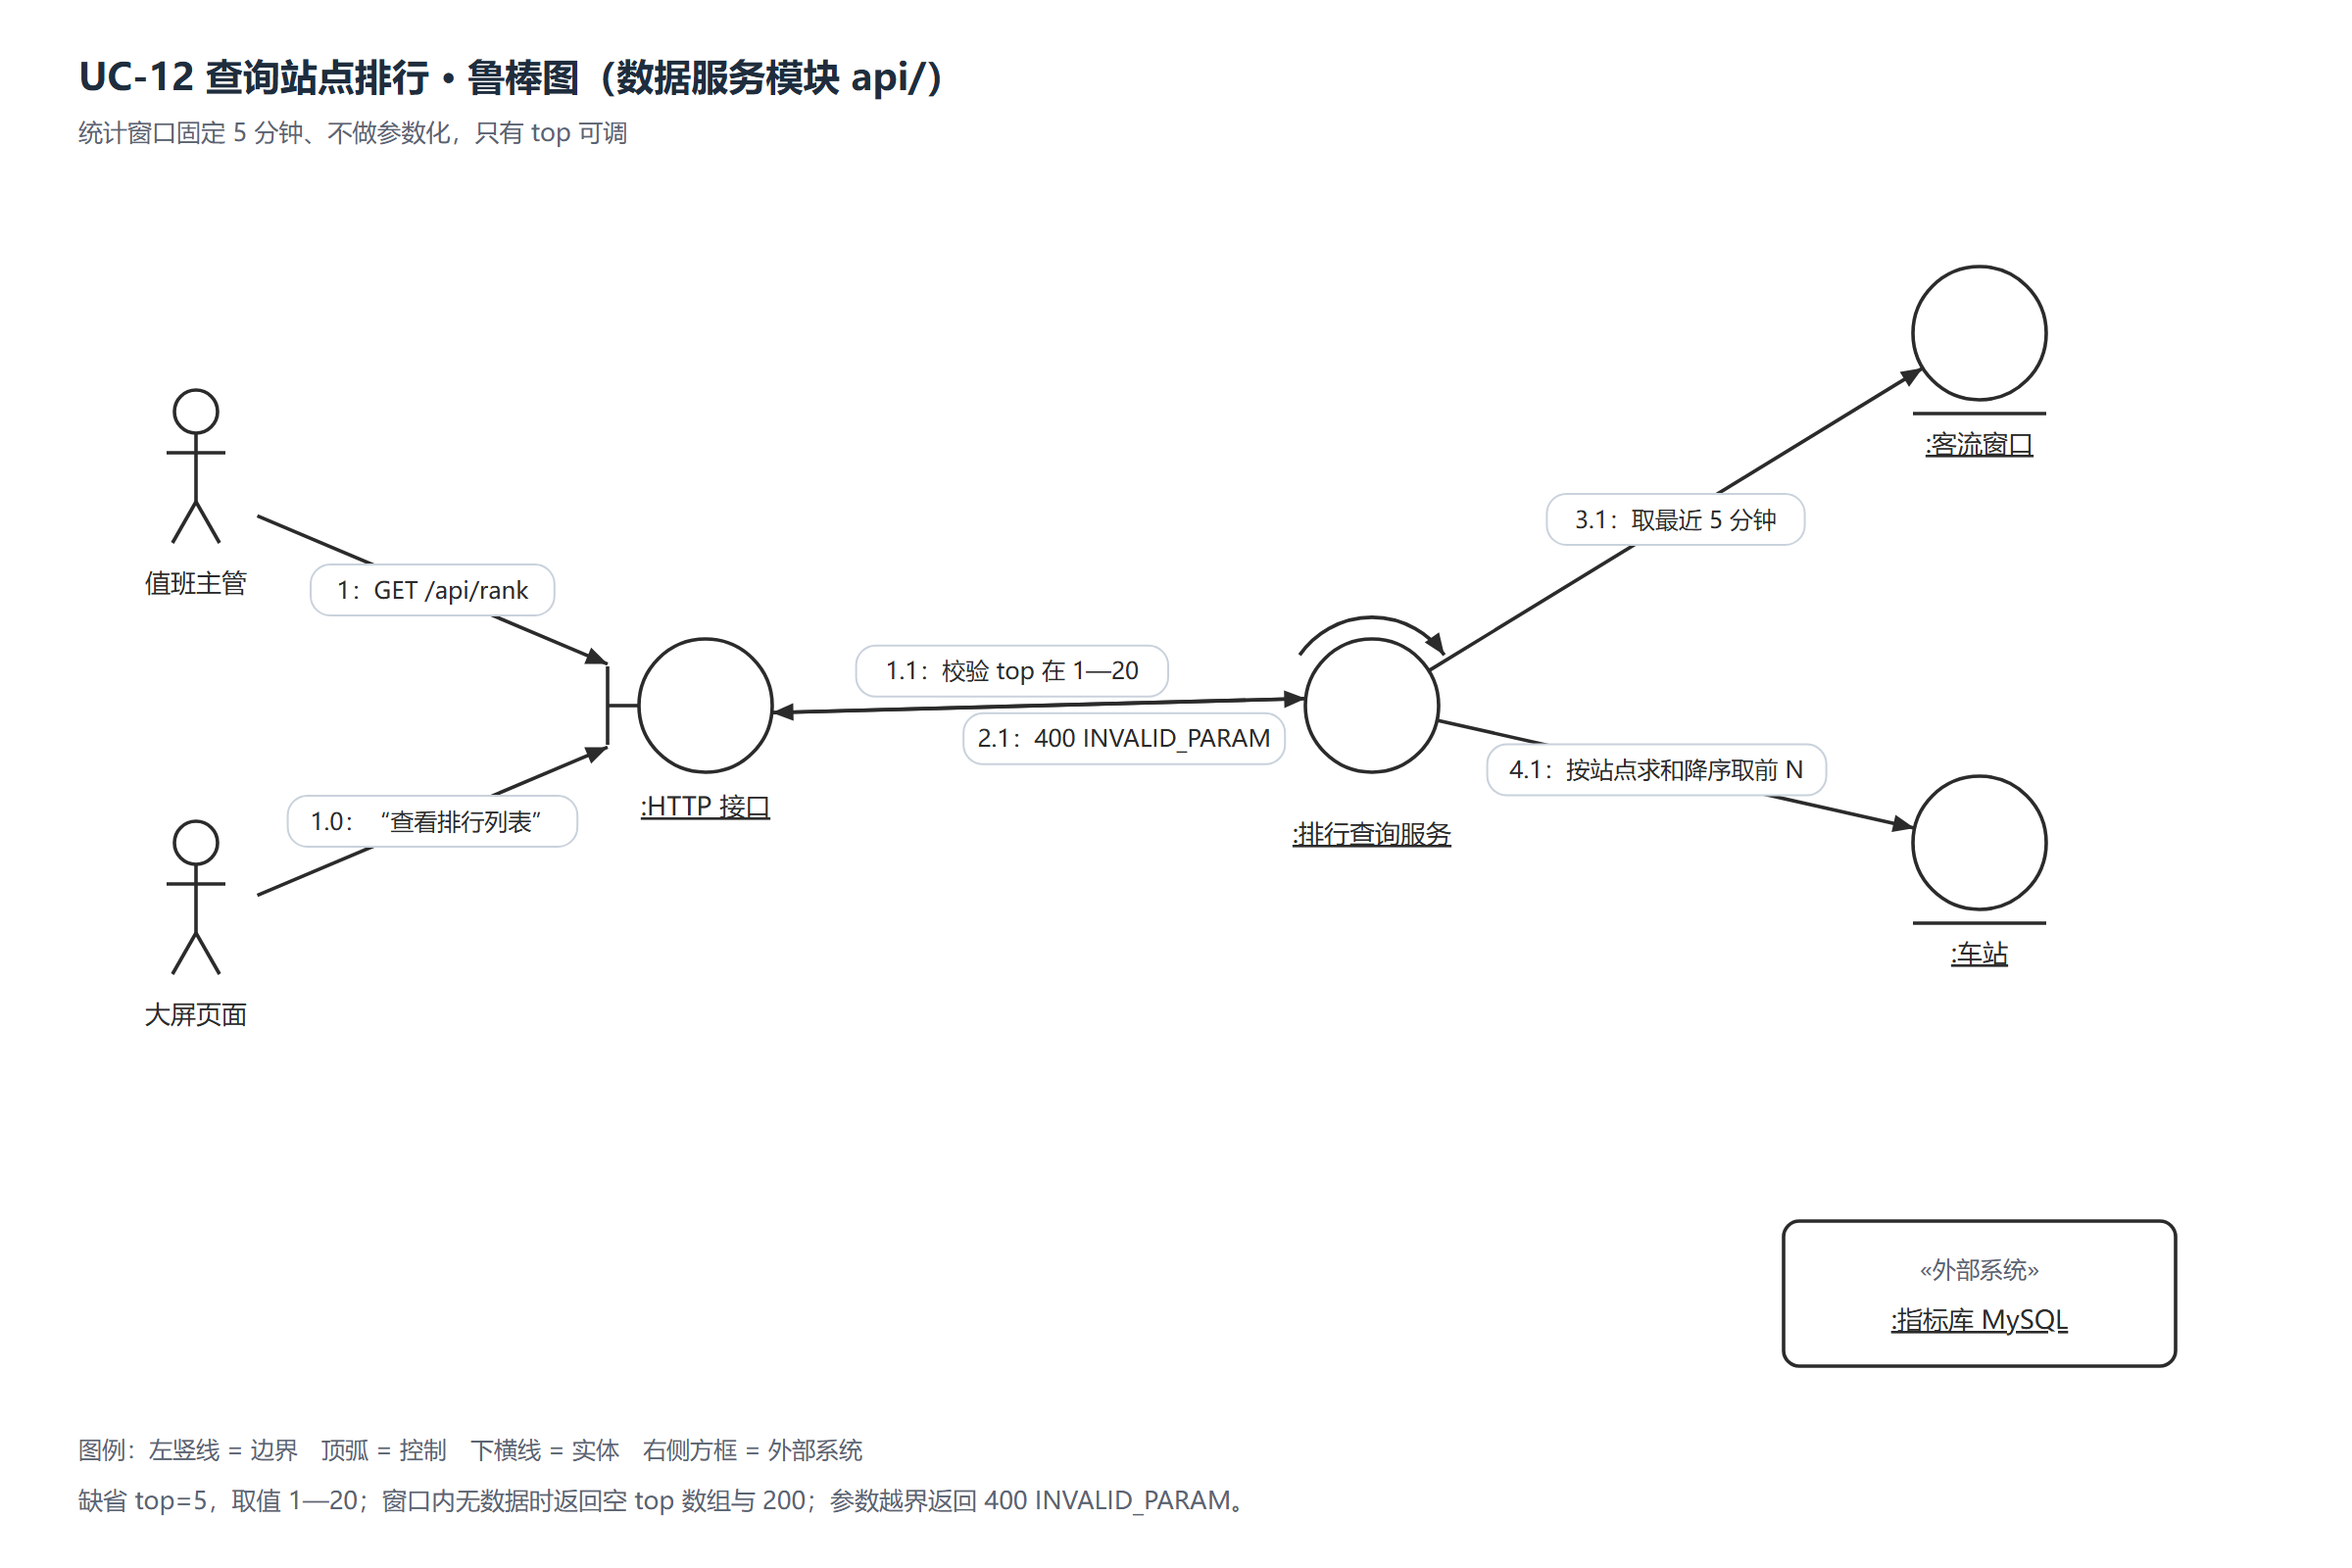 UC-12 查询站点排行 • 鲁棒图（数据服务模块 api/）
统计窗口固定 5 分钟、不做参数化，只有 top 可调
:客流窗口
3.1：取最近 5 分钟
值班主管
1：GET /api/rank
1.1：校验 top 在 1—20
2.1：400 INVALID_PARAM
4.1：按站点求和降序取前 N
:HTTP 接口
1.0：“查看排行列表”
:排行查询服务
:车站
大屏页面
«外部系统»
:指标库 MySQL
图例：左竖线 = 边界 顶弧 = 控制 下横线 = 实体 右侧方框 = 外部系统
缺省 top=5，取值 1—20；窗口内无数据时返回空 top 数组与 200；参数越界返回 400 INVALID_PARAM。